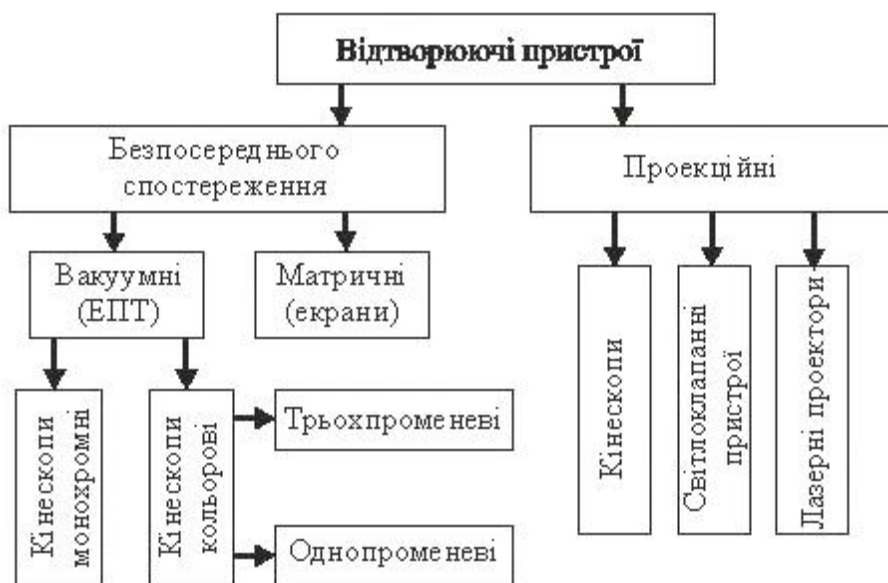 Відтворюючі пристрої
Безпосереднього
спостереження
Проекційні
Вакуумні
(ЕПТ)
Матричні
(екрани)
Кінескопи
монохромні
Кінескопи
кольорові
Трьохпроменеві
Однопроменеві
Кінескопи
Світлоклапанні
пристрої
Лазерні проектори